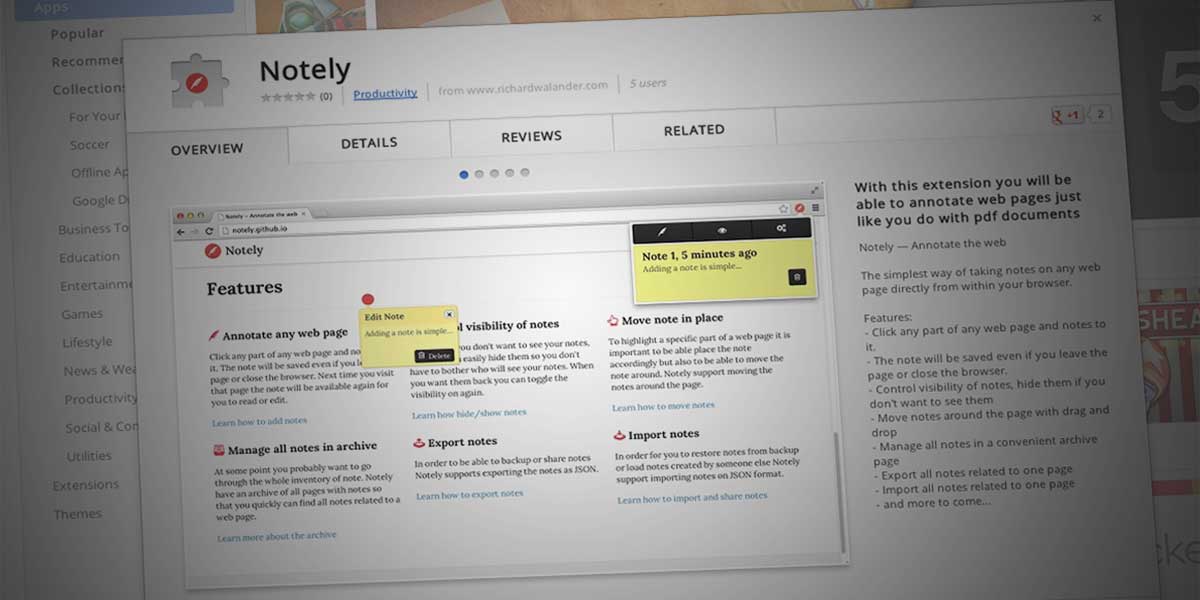 Apps
Popular
Recommen
Collections
For Your
Soccer
Offline Ap
Google D
Business To
Education
Entertainme
Games
Lifestyle
News & Wea
Productivity
Social & Com
Utilities
Extensions
Themes
Notely
(0)
Productivity
from www.richardwalander.com
5 users
OVERVIEW
DETAILS
REVIEWS
RELATED
+1
2
Notely – Annotate the web
notely.github.io
Notely
Features
Note 1, 5 minutes ago
Adding a note is simple...
Edit Note
Adding a note is simple...
Delete
Annotate any web page
Click any part of any web page and no
it. The note will be saved even if you le
page or close the browser. Next time you visit
that page the note will be available again for
you to read or edit.
Learn how to add notes
l visibility of notes
you don't want to see your notes,
easily hide them so you don't
have to bother who will see your notes. When
you want them back you can toggle the
visibility on again.
Learn how hide/show notes
Move note in place
To highlight a specific part of a web page it is
important to be able place the note
accordingly but also to be able to move the
note around. Notely support moving the
notes around the page.
Learn how to move notes
Manage all notes in archive
At some point you probably want to go
through the whole inventory of note. Notely
have an archive of all pages with notes so
that you quickly can find all notes related to a
web page.
Learn more about the archive
Export notes
In order to be able to backup or share notes
Notely supports exporting the notes as JSON.
Learn how to export notes
Import notes
In order for you to restore notes from backup
or load notes created by someone else Notely
support importing notes on JSON format.
Learn how to import and share notes
With this extension you will be
able to annotate web pages just
like you do with pdf documents
Notely — Annotate the web
The simplest way of taking notes on any web
page directly from within your browser.
Features:
- Click any part of any web page and notes to
it.
- The note will be saved even if you leave the
page or close the browser.
- Control visibility of notes, hide them if you
don't want to see them
- Move notes around the page with drag and
drop
- Manage all notes in a convenient archive
page
- Export all notes related to one page
- Import all notes related to one page
- and more to come...
5
SHEA
cke